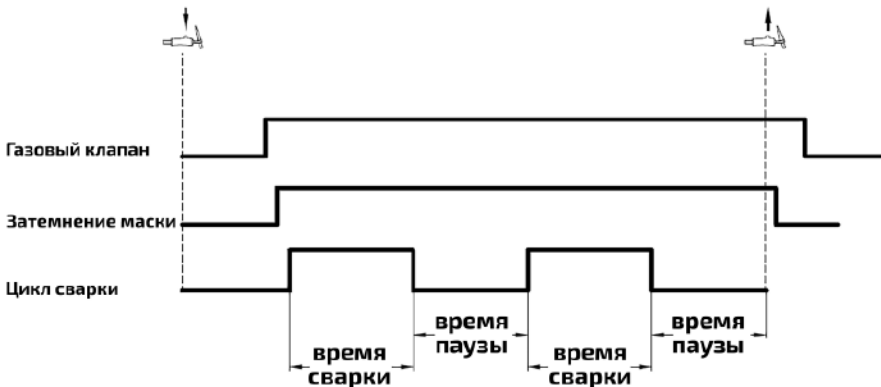 Газовый клапан
Затемнение маски
Цикл сварки
время
паузы
время
паузы
время
сварки
время
сварки